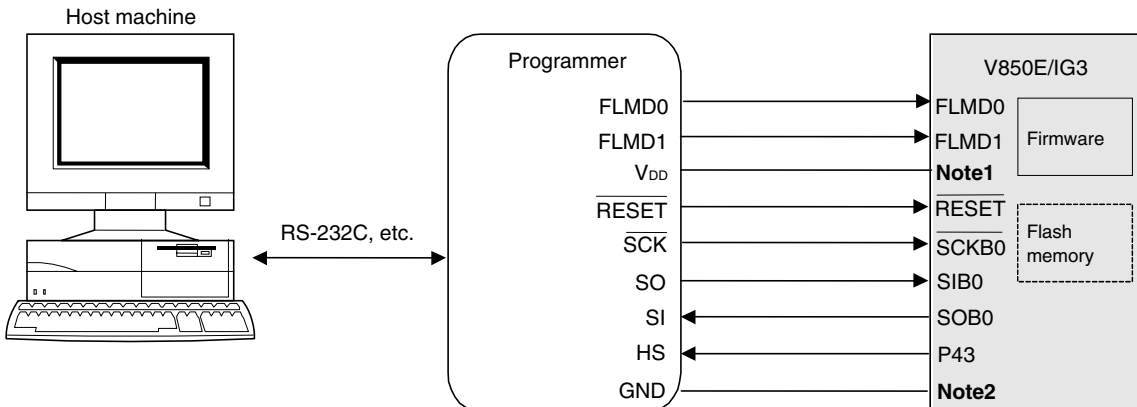 Host machine
RS-232C, etc.
Programmer
FLMD0
FLMD1
VDD
RESET
SCK
SO
SI
HS
GND
V850E/IG3
FLMD0
FLMD1
Note1
RESET
SCKB0
SIB0
SOB0
P43
Note2
Firmware
Flash
memory